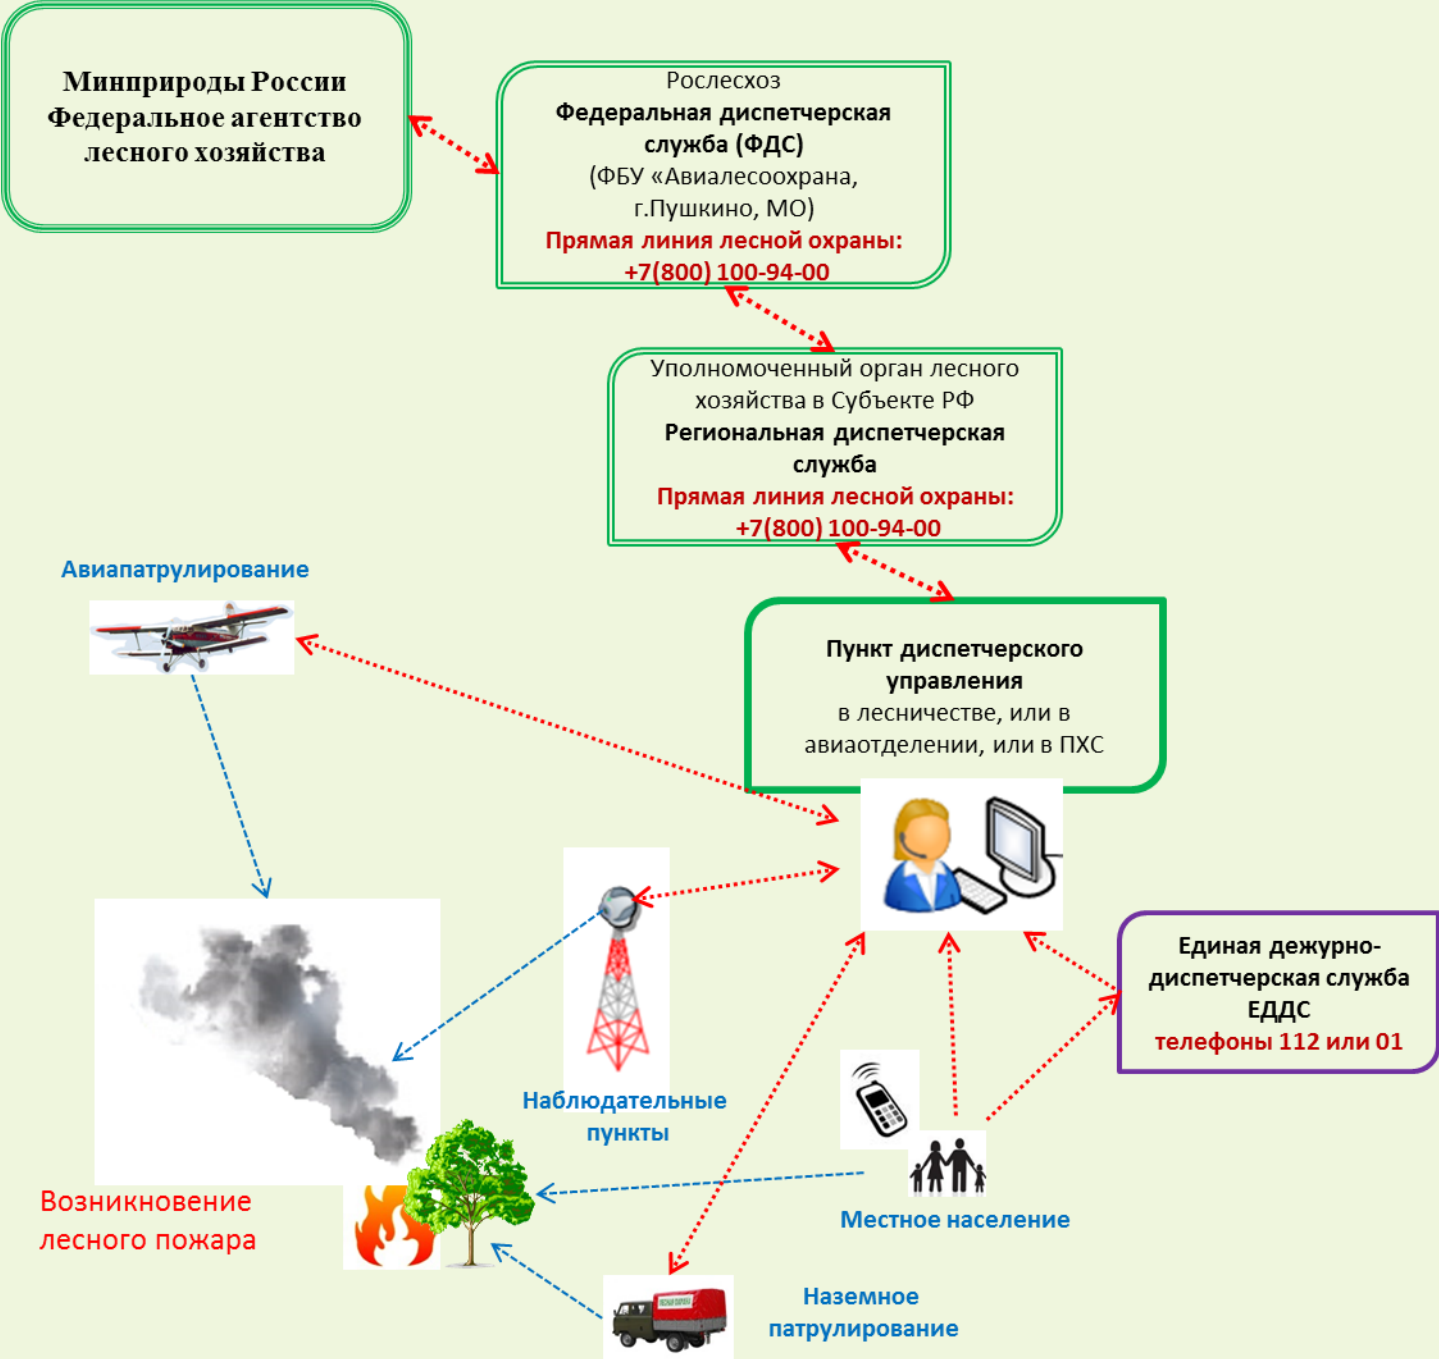 Минприроды России
Федеральное агентство
лесного хозяйства
Рослесхоз
Федеральная диспетчерская
служба (ФДС)
(ФБУ «Авиалесоохрана,
г.Пушкино, МО)
Прямая линия лесной охраны:
+7(800) 100-94-00
Уполномоченный орган лесного
хозяйства в Субъекте РФ
Региональная диспетчерская
служба
Прямая линия лесной охраны:
+7(800) 100-94-00
Авиапатрулирование
Пункт диспетчерского
управления
в лесничестве, или в
авиаотделении, или в ПХС
Единая дежурно-
диспетчерская служба
ЕДДС
телефоны 112 или 01
Наблюдательные
пункты
Возникновение
лесного пожара
Местное население
Наземное
патрулирование